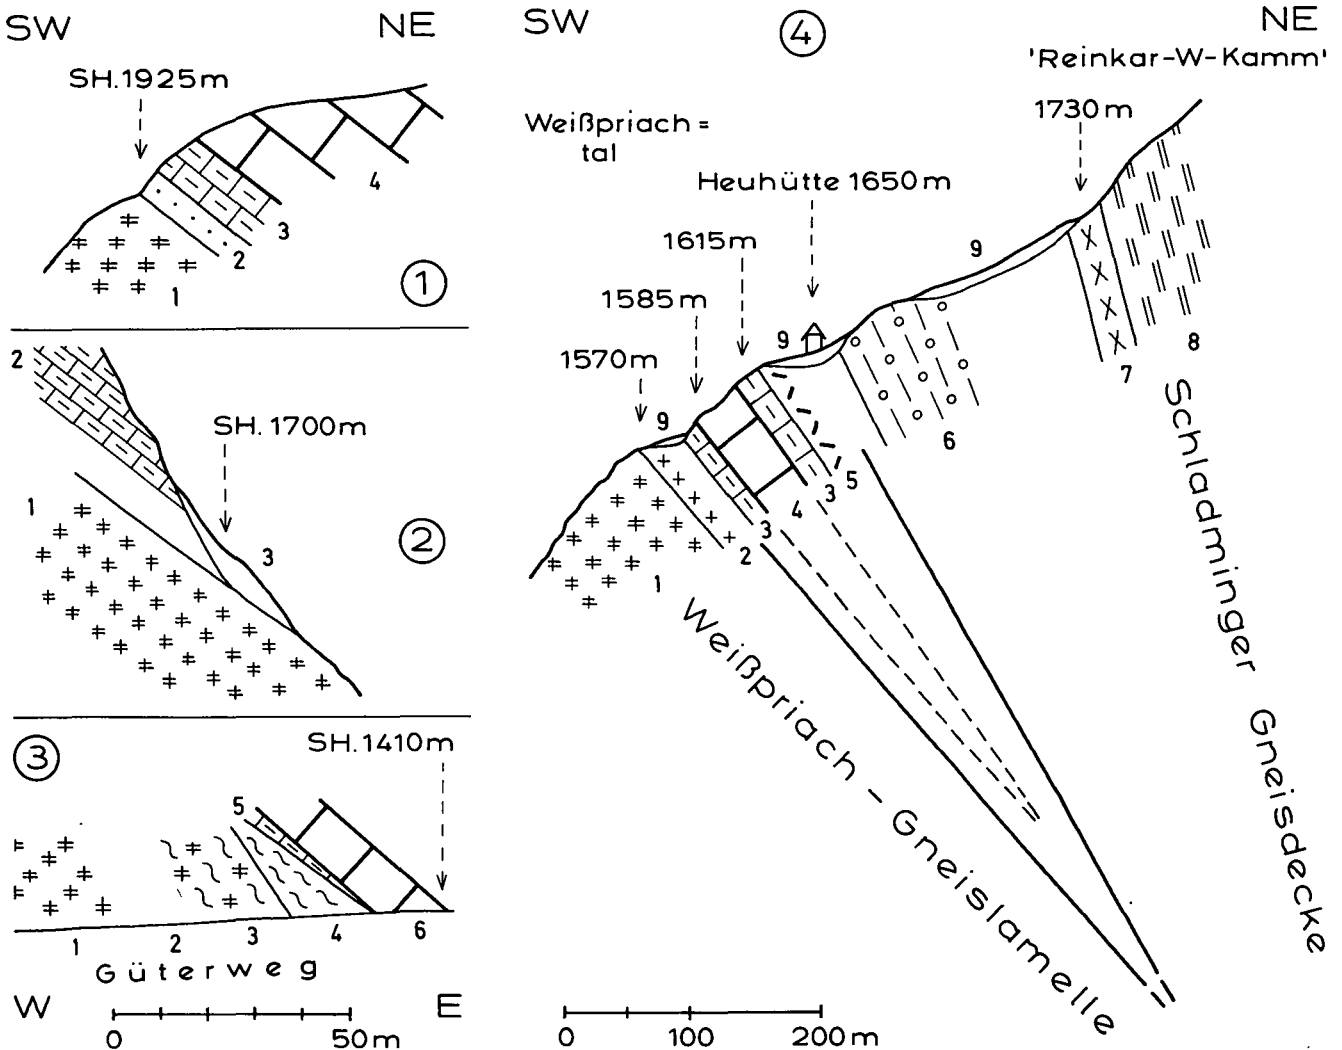 SW NE
SH.1925m
4
3
2
1
①
2
SH. 1700m
1
②
3
③
SH. 1410m
5
1 2 3 4 6
Güterweg
W E
0 50m
SW ④ NE
'Reinkar-W-Kamm'
1730m
Weißpriach=
tal
Heuhütte 1650m
1615m
9
1585m
1570m
9
9
8
7
6
5
3
4
3
2
1
Weißpriach - Gneislamelle
Schladminger Gneisdecke
0 100 200m